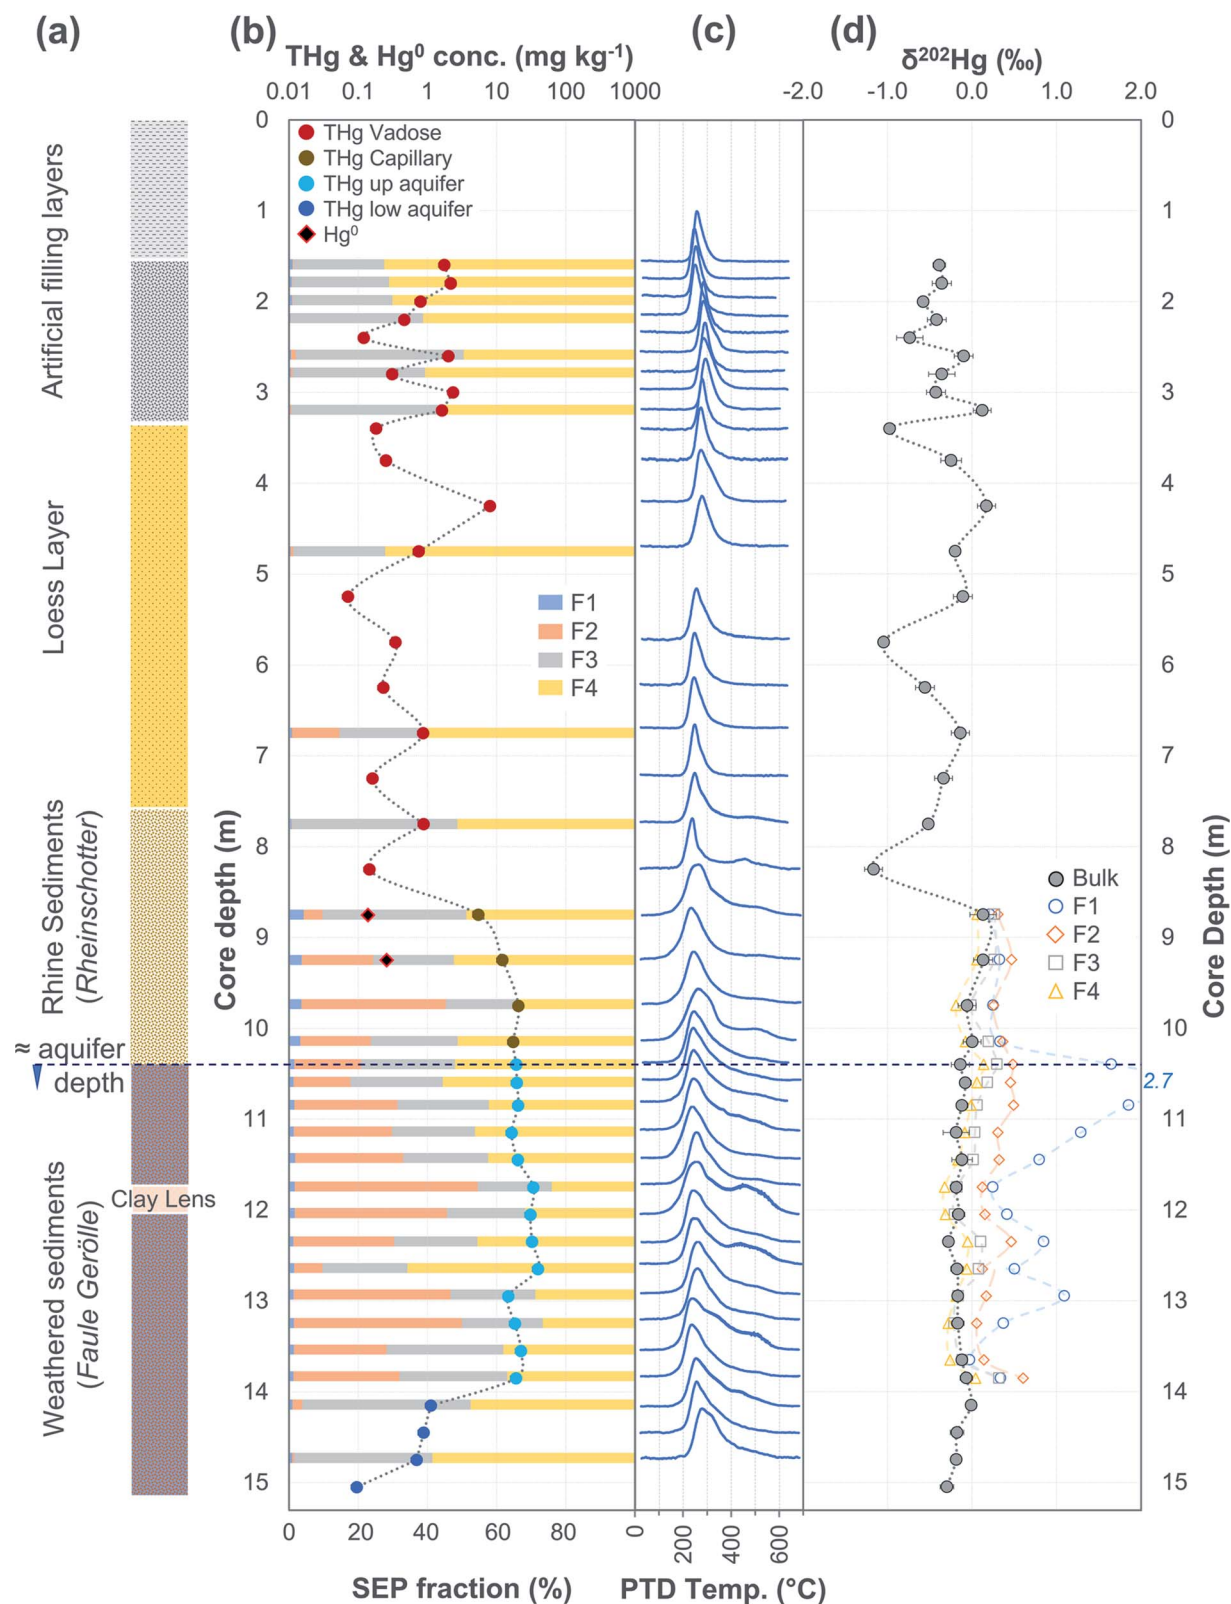 (a)
(b)
(c)
(d)
THg & Hg⁰ conc. (mg kg⁻¹)
0.01 0.1 1 10 100 1000
δ²⁰²Hg (‰)
-2.0 -1.0 0.0 1.0 2.0
THg Vadose
THg Capillary
THg up aquifer
THg low aquifer
Hg⁰
F1
F2
F3
F4
Artificial filling layers
Loess Layer
Rhine Sediments
(Rheinschotter)
≈ aquifer
depth
Clay Lens
Weathered sediments
(Faule Gerölle)
Core depth (m)
0
1
2
3
4
5
6
7
8
9
10
11
12
13
14
15
Bulk
F1
F2
F3
F4
2.7
0
1
2
3
4
5
6
7
8
9
10
11
12
13
14
15
Core Depth (m)
0 20 40 60 80
SEP fraction (%)
0 200 400 600
PTD Temp. (°C)